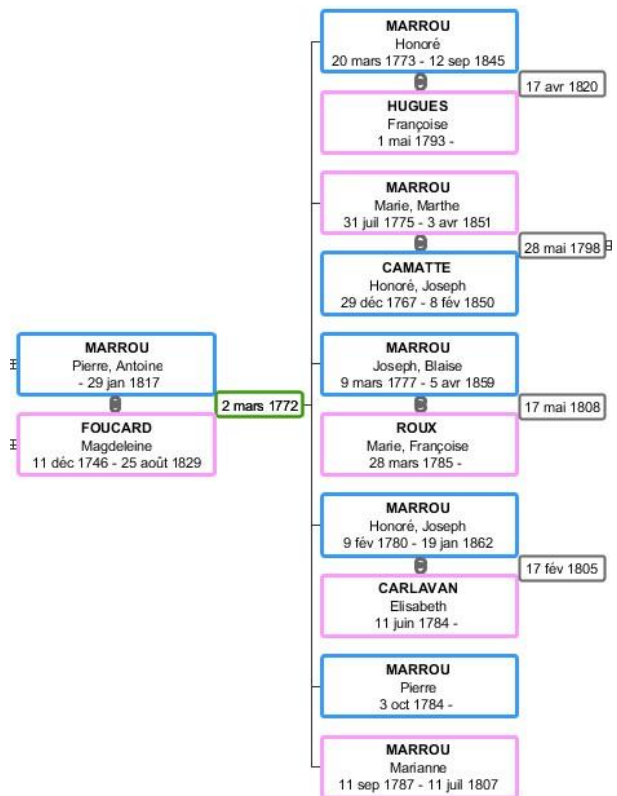 MARROU
Pierre, Antoine
- 29 jan 1817
2 mars 1772
FOUCARD
Magdeleine
11 déc 1746 - 25 août 1829
MARROU
Honoré
20 mars 1773 - 12 sep 1845
17 avr 1820
HUGUES
Françoise
1 mai 1793 -
MARROU
Marie, Marthe
31 juil 1775 - 3 avr 1851
28 mai 1798
CAMATTE
Honoré, Joseph
29 déc 1767 - 8 fév 1850
MARROU
Joseph, Blaise
9 mars 1777 - 5 avr 1859
17 mai 1808
ROUX
Marie, Françoise
28 mars 1785 -
MARROU
Honoré, Joseph
9 fév 1780 - 19 jan 1862
17 fév 1805
CARLAVAN
Elisabeth
11 juin 1784 -
MARROU
Pierre
3 oct 1784 -
MARROU
Marianne
11 sep 1787 - 11 juil 1807